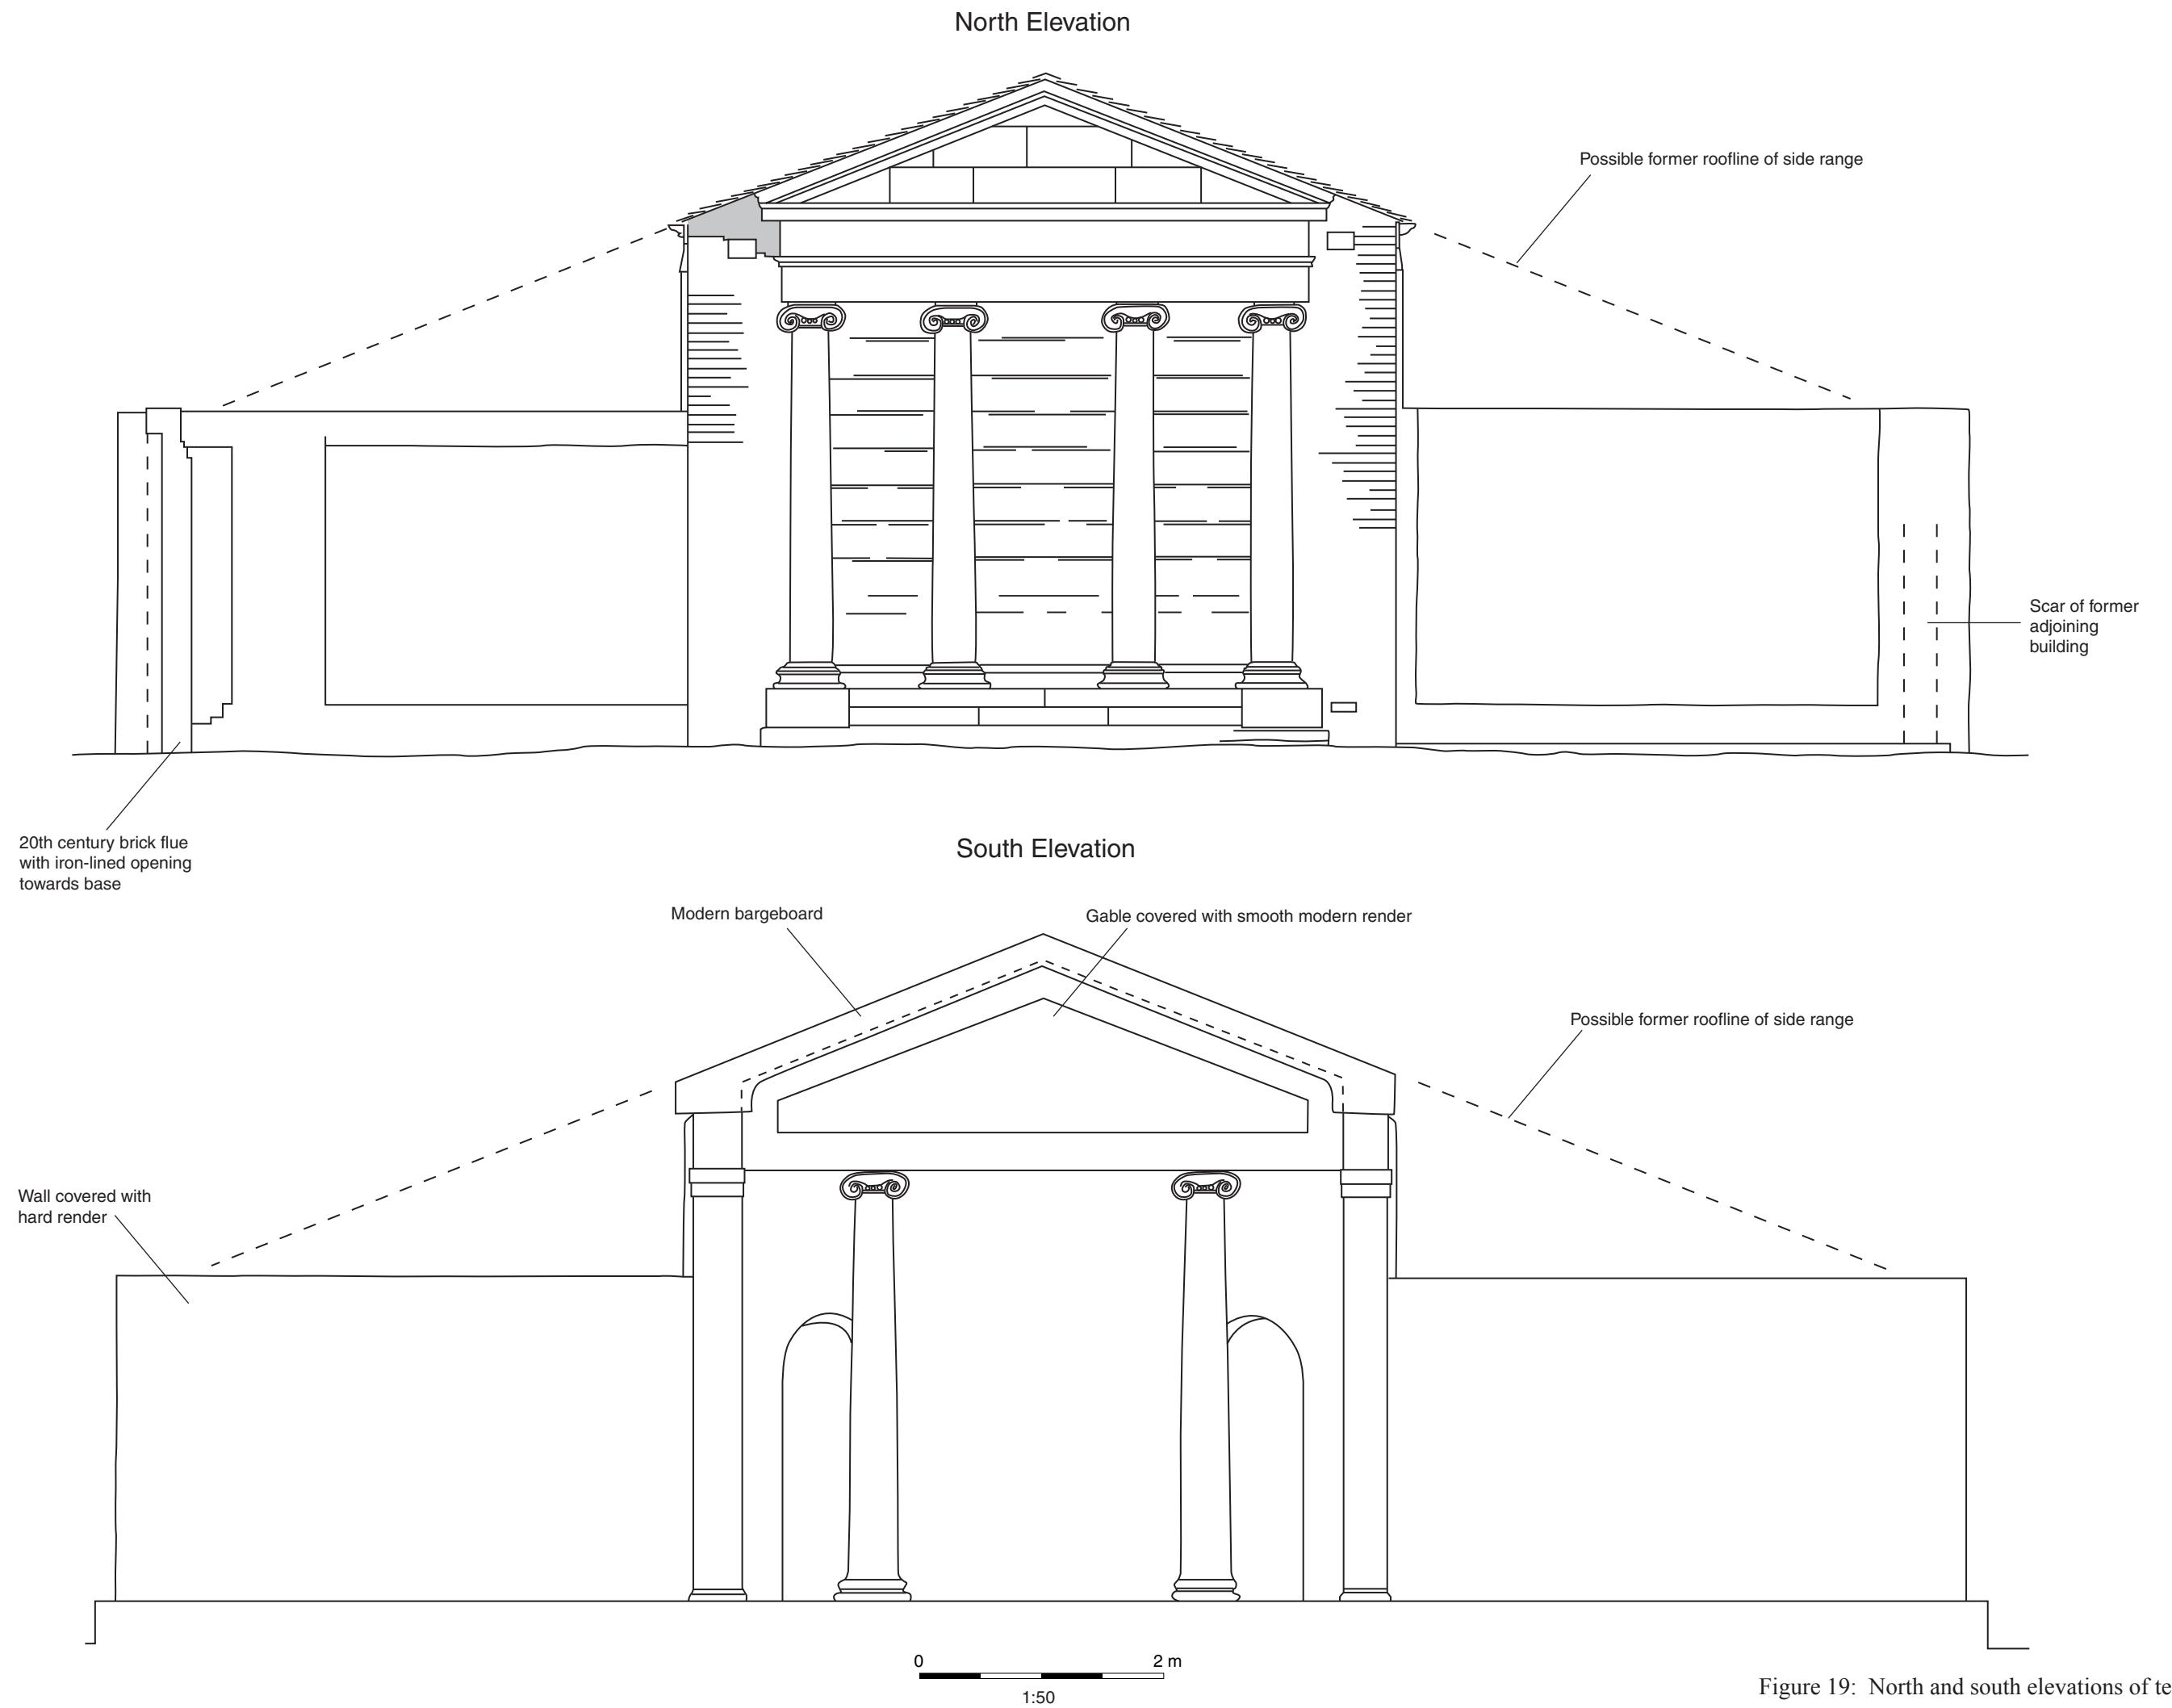 North Elevation
Possible former roofline of side range
Scar of former
adjoining
building
20th century brick flue
with iron-lined opening
towards base
South Elevation
Modern bargeboard
Gable covered with smooth modern render
Possible former roofline of side range
Wall covered with
hard render
0 2 m
1:50
Figure 19: North and south elevations of te